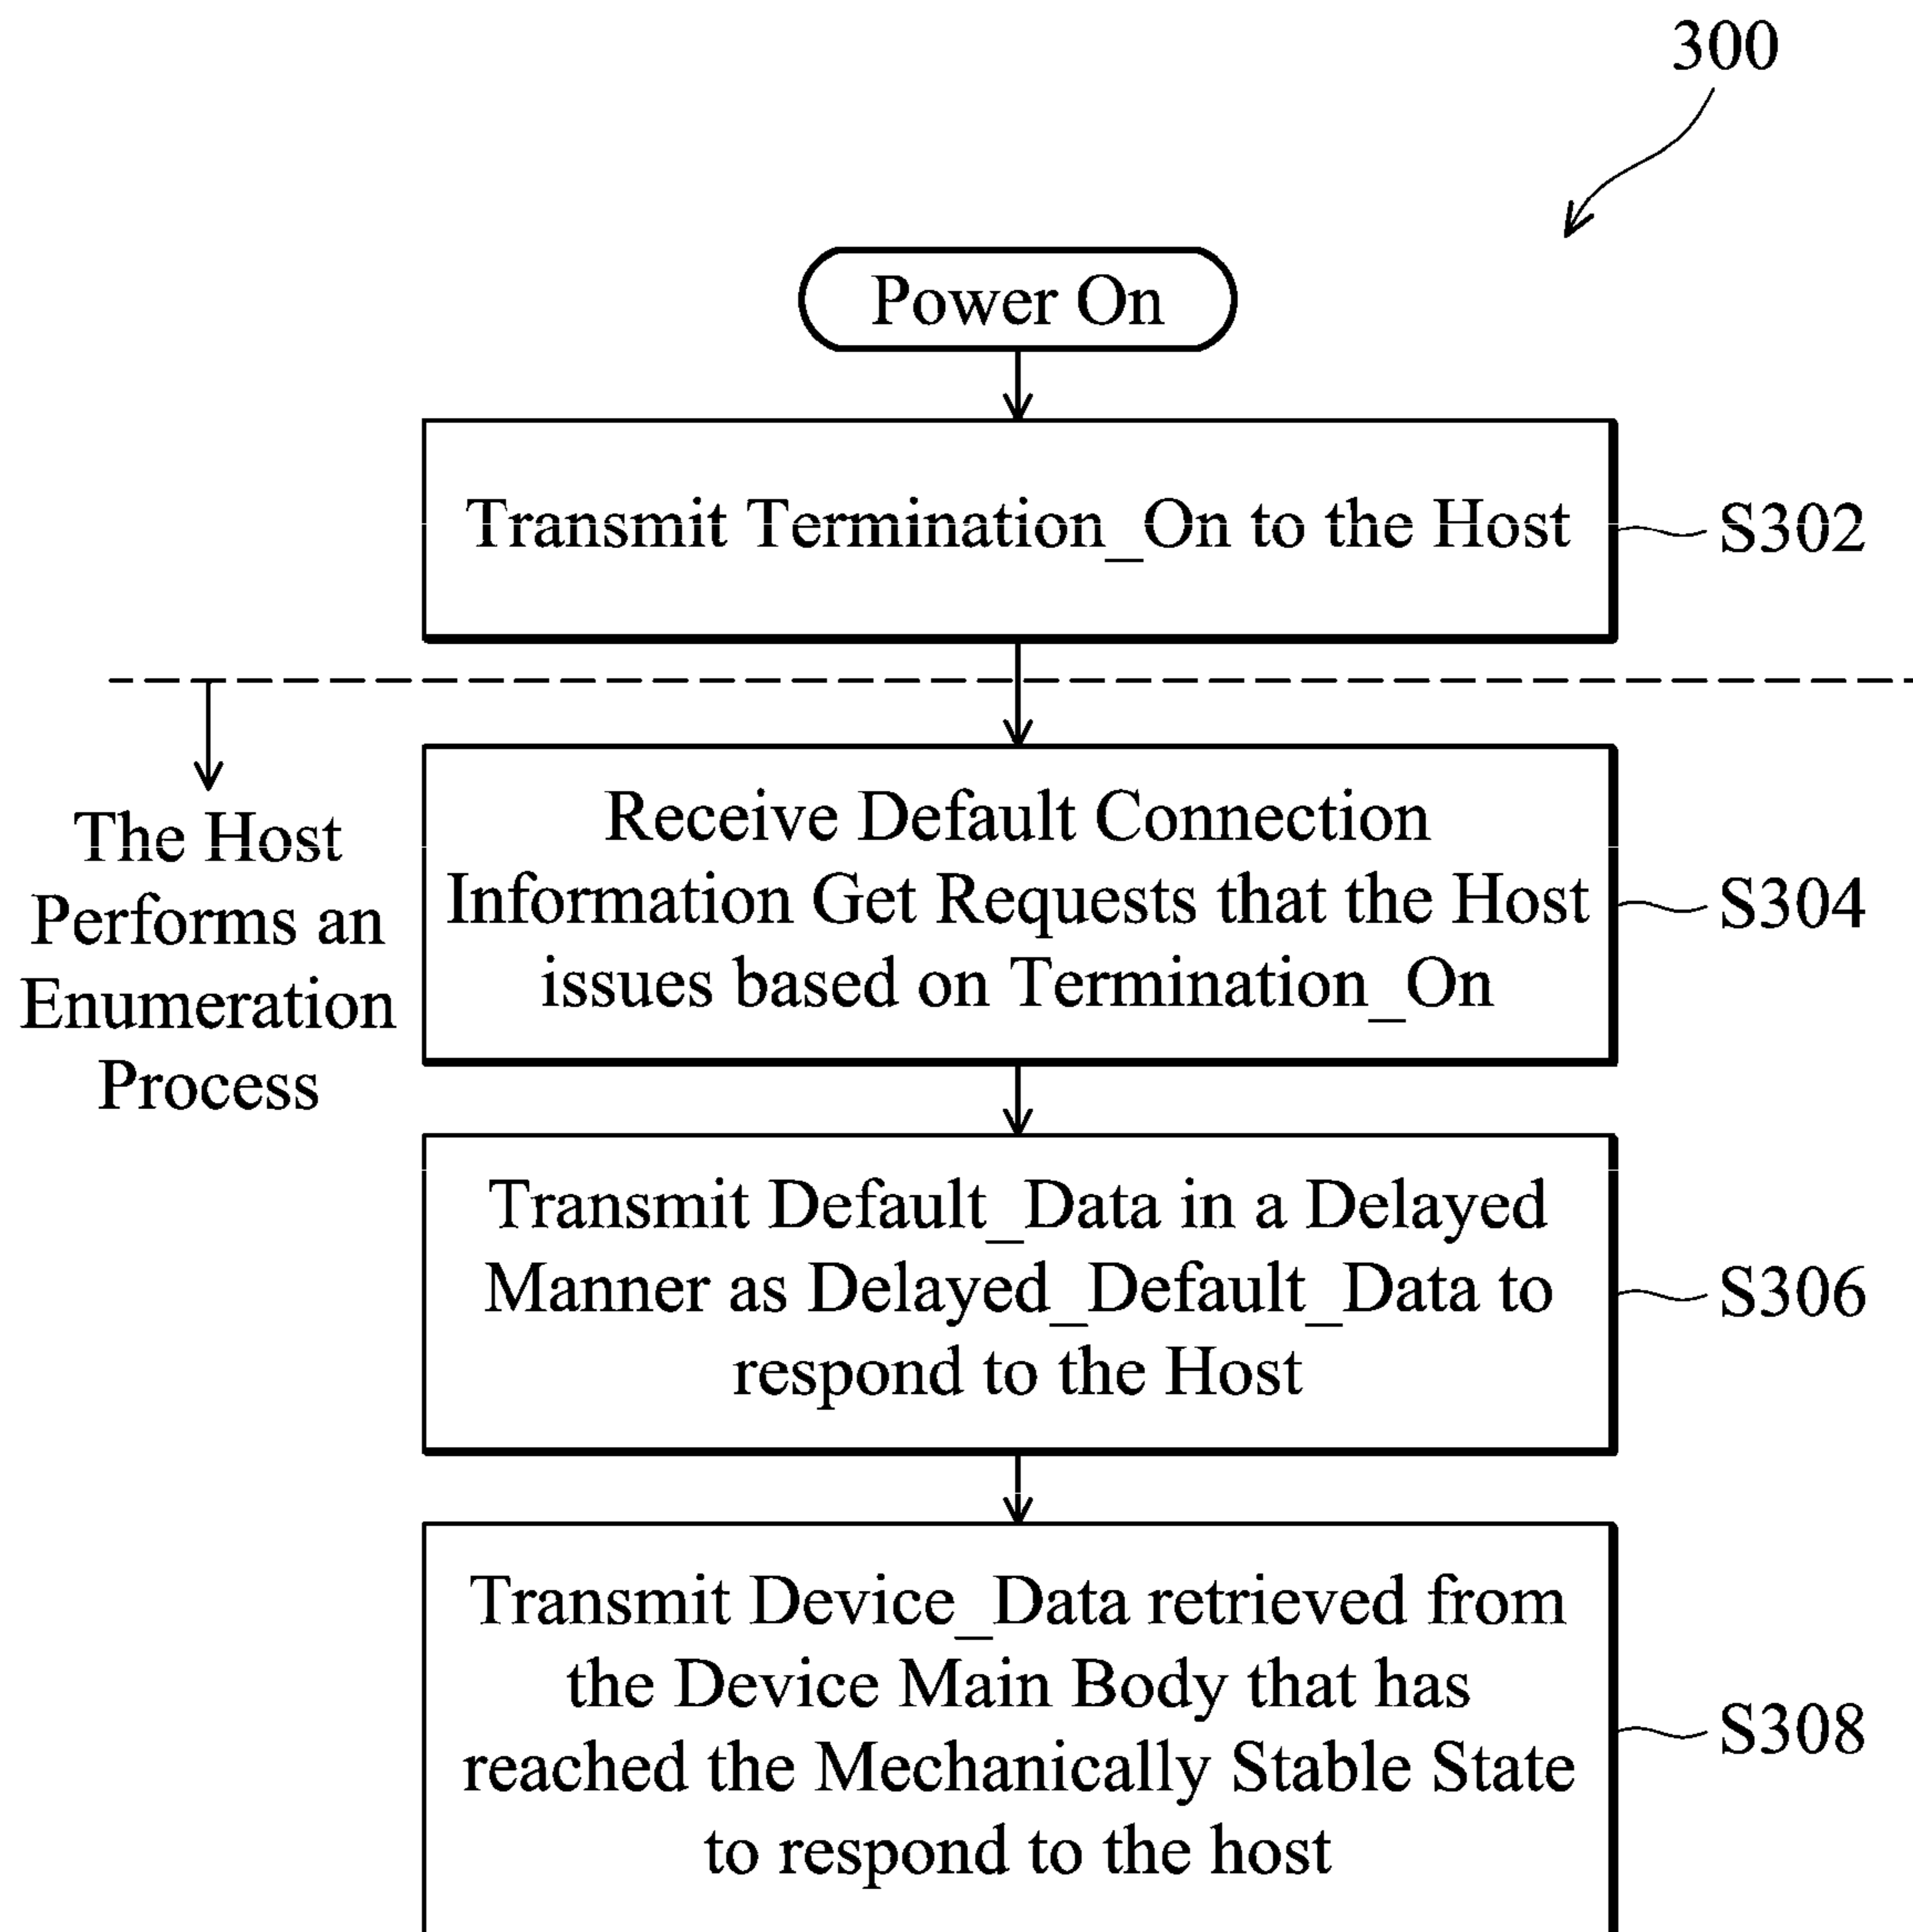 300
Power On
Transmit Termination_On to the Host
S302
The Host
Performs an
Enumeration
Process
Receive Default Connection
Information Get Requests that the Host
issues based on Termination_On
S304
Transmit Default_Data in a Delayed
Manner as Delayed_Default_Data to
respond to the Host
S306
Transmit Device_Data retrieved from
the Device Main Body that has
reached the Mechanically Stable State
to respond to the host
S308